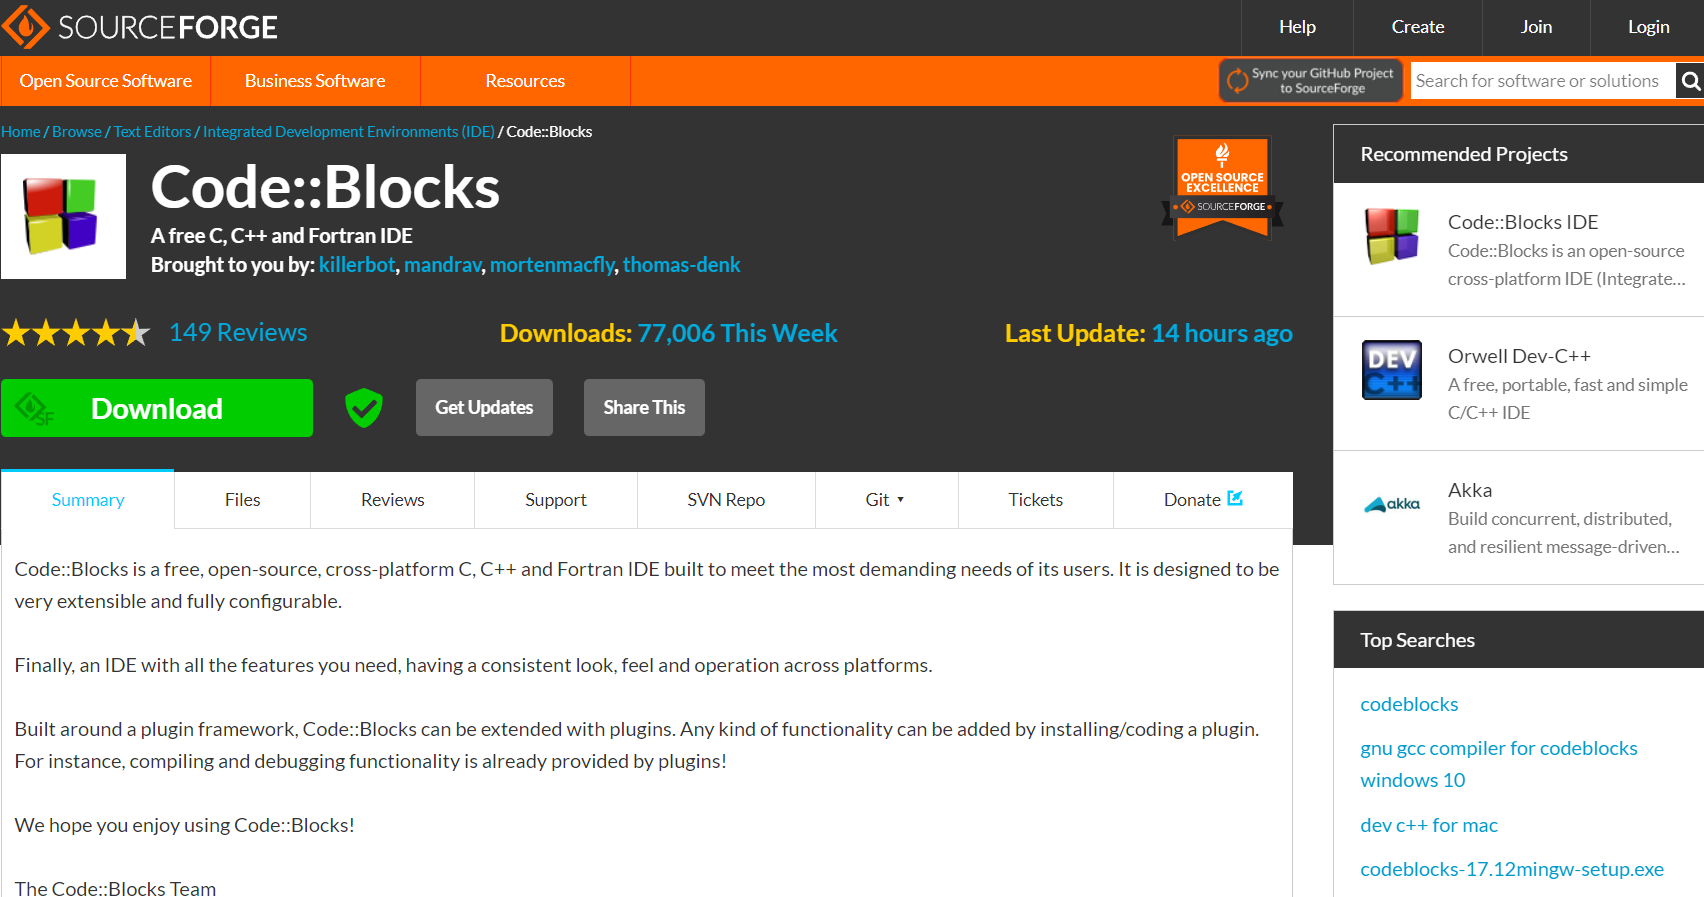 SOURCEFORGE
Help
Create
Join
Login
Open Source Software
Business Software
Resources
Sync your GitHub Project
to SourceForge
Search for software or solutions
Home / Browse / Text Editors / Integrated Development Environments (IDE) / Code::Blocks
Code::Blocks
A free C, C++ and Fortran IDE
Brought to you by: killerbot, mandrav, mortenmacfly, thomas-denk
OPEN SOURCE
EXCELLENCE
SOURCEFORGE
149 Reviews
Downloads: 77,006 This Week
Last Update: 14 hours ago
SF
Download
Get Updates
Share This
Summary
Files
Reviews
Support
SVN Repo
Git
Tickets
Donate
Code::Blocks is a free, open-source, cross-platform C, C++ and Fortran IDE built to meet the most demanding needs of its users. It is designed to be
very extensible and fully configurable.
Finally, an IDE with all the features you need, having a consistent look, feel and operation across platforms.
Built around a plugin framework, Code::Blocks can be extended with plugins. Any kind of functionality can be added by installing/coding a plugin.
For instance, compiling and debugging functionality is already provided by plugins!
We hope you enjoy using Code::Blocks!
The Code::Blocks Team
Recommended Projects
Code::Blocks IDE
Code::Blocks is an open-source
cross-platform IDE (Integrate...
DEV
C++
Orwell Dev-C++
A free, portable, fast and simple
C/C++ IDE
akka
Akka
Build concurrent, distributed,
and resilient message-driven...
Top Searches
codeblocks
gnu gcc compiler for codeblocks
windows 10
dev c++ for mac
codeblocks-17.12mingw-setup.exe